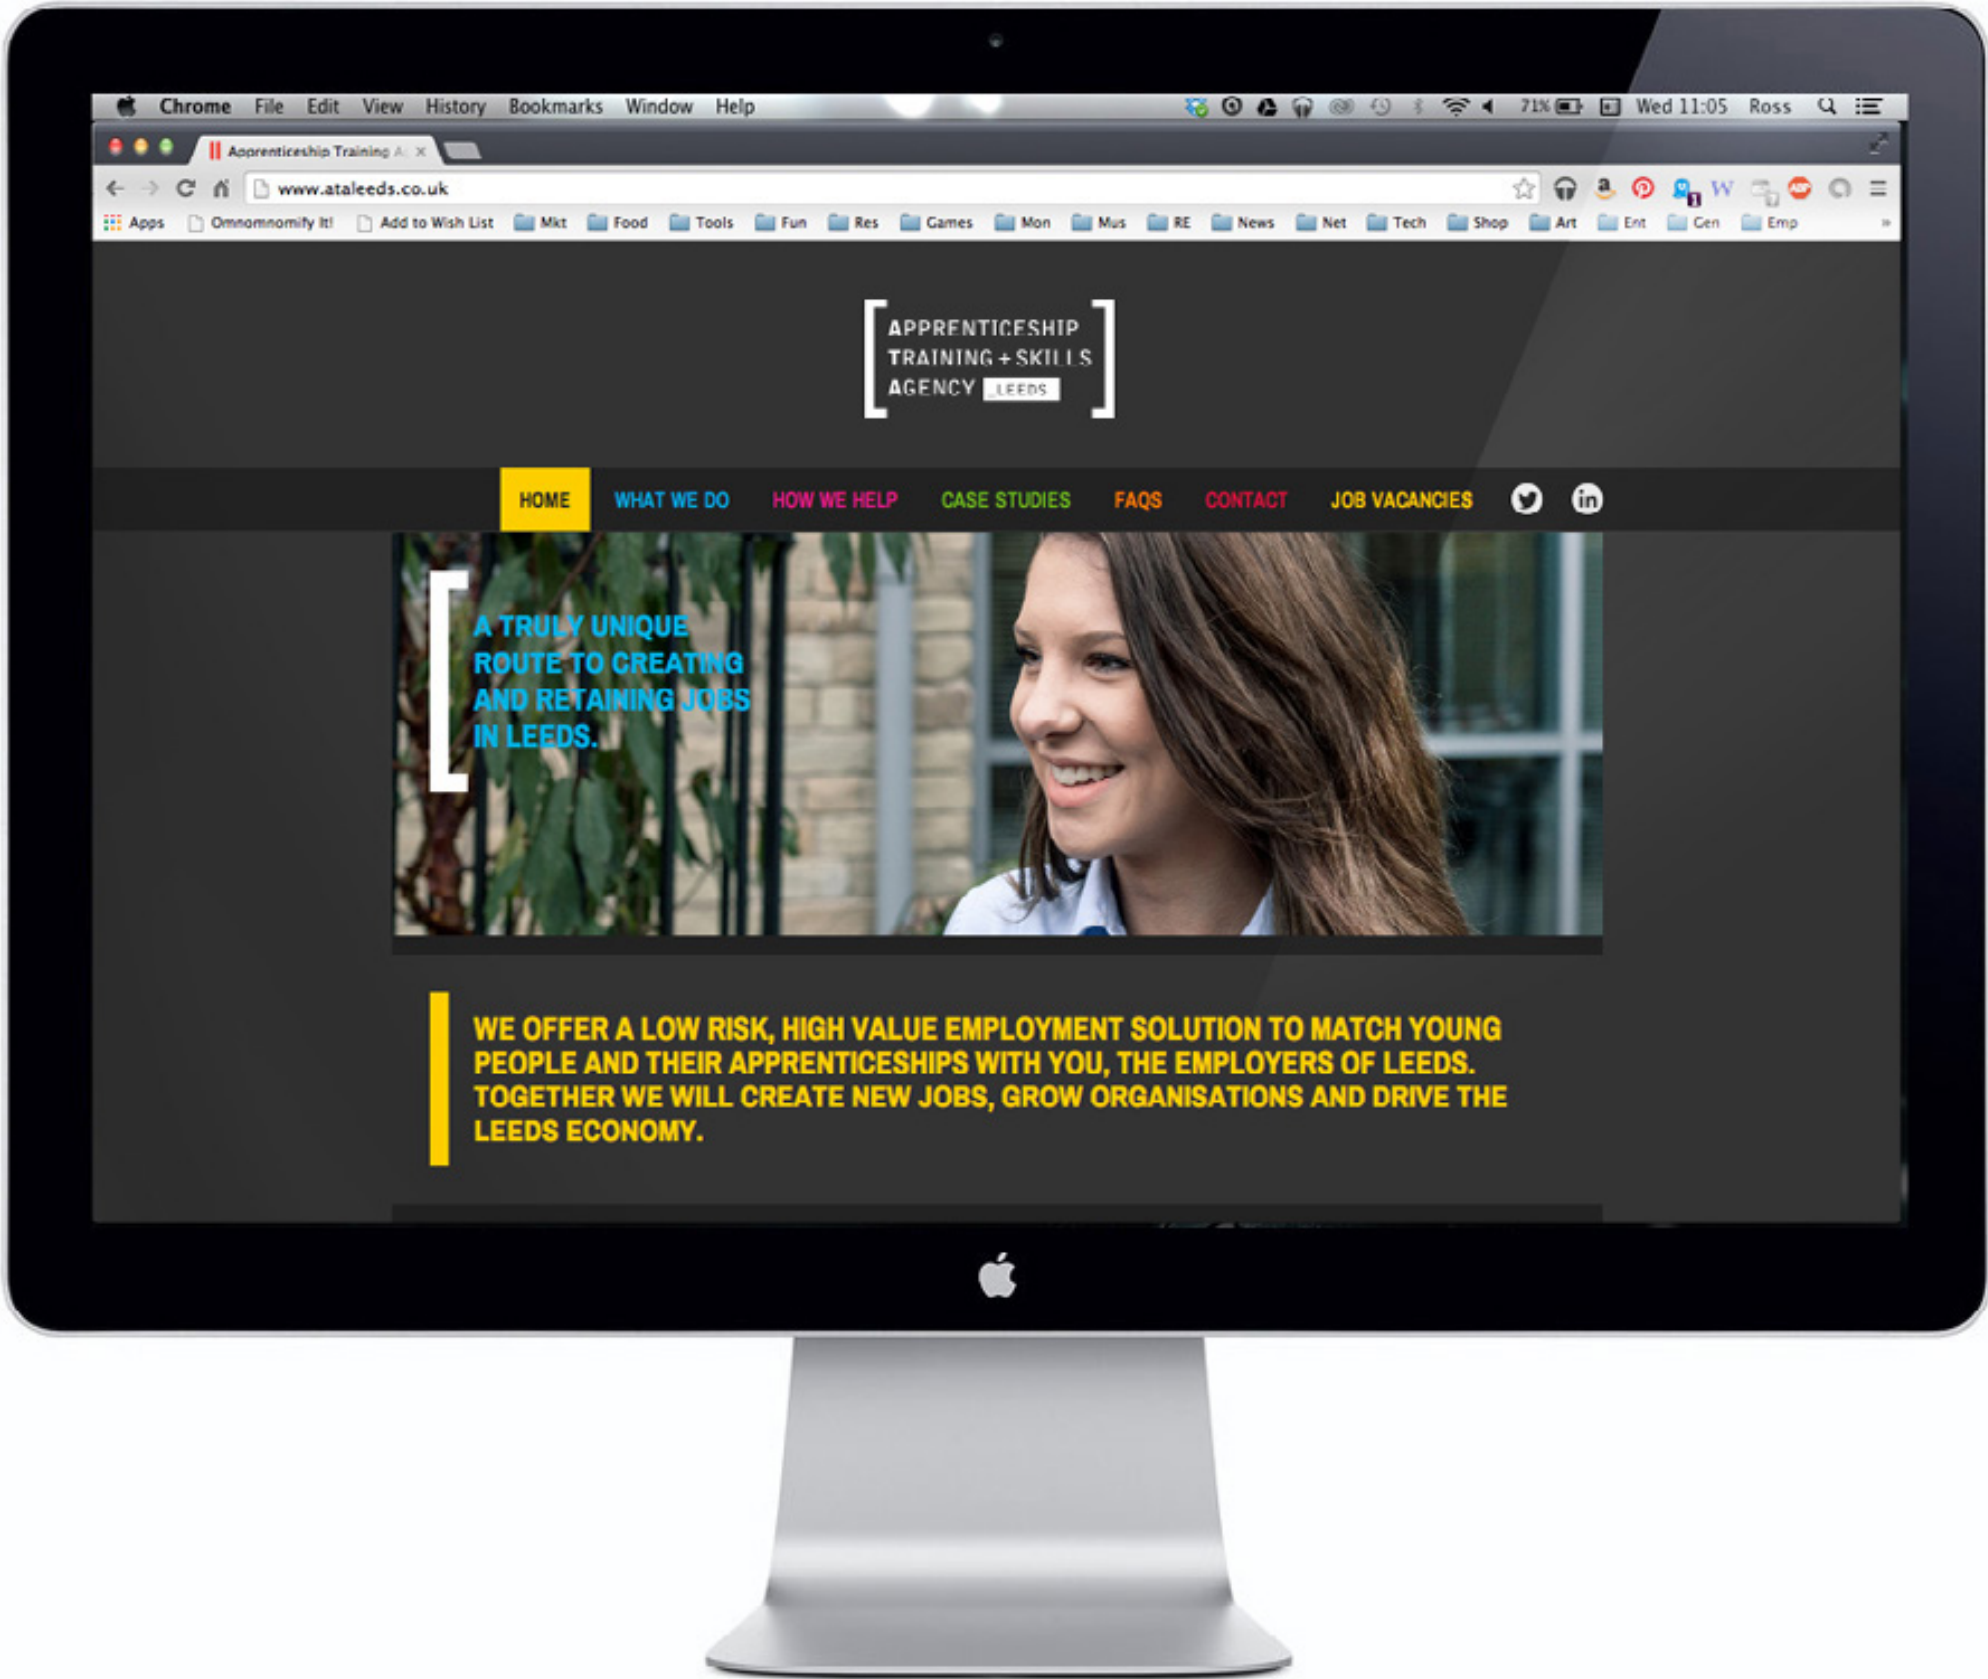 Chrome File Edit View History Bookmarks Window Help 71% Wed 11:05 Ross
Apprenticeship Training
www.ataleeds.co.uk
Apps Omnomnomify It! Add to Wish List Mkt Food Tools Fun Res Games Mon Mus RE News Net Tech Shop Art Ent Gen Emp »
APPRENTICESHIP
TRAINING + SKILLS
AGENCY _LEEDS
HOME WHAT WE DO HOW WE HELP CASE STUDIES FAQS CONTACT JOB VACANCIES in
A TRULY UNIQUE
ROUTE TO CREATING
AND RETAINING JOBS
IN LEEDS.
WE OFFER A LOW RISK, HIGH VALUE EMPLOYMENT SOLUTION TO MATCH YOUNG
PEOPLE AND THEIR APPRENTICESHIPS WITH YOU, THE EMPLOYERS OF LEEDS.
TOGETHER WE WILL CREATE NEW JOBS, GROW ORGANISATIONS AND DRIVE THE
LEEDS ECONOMY.